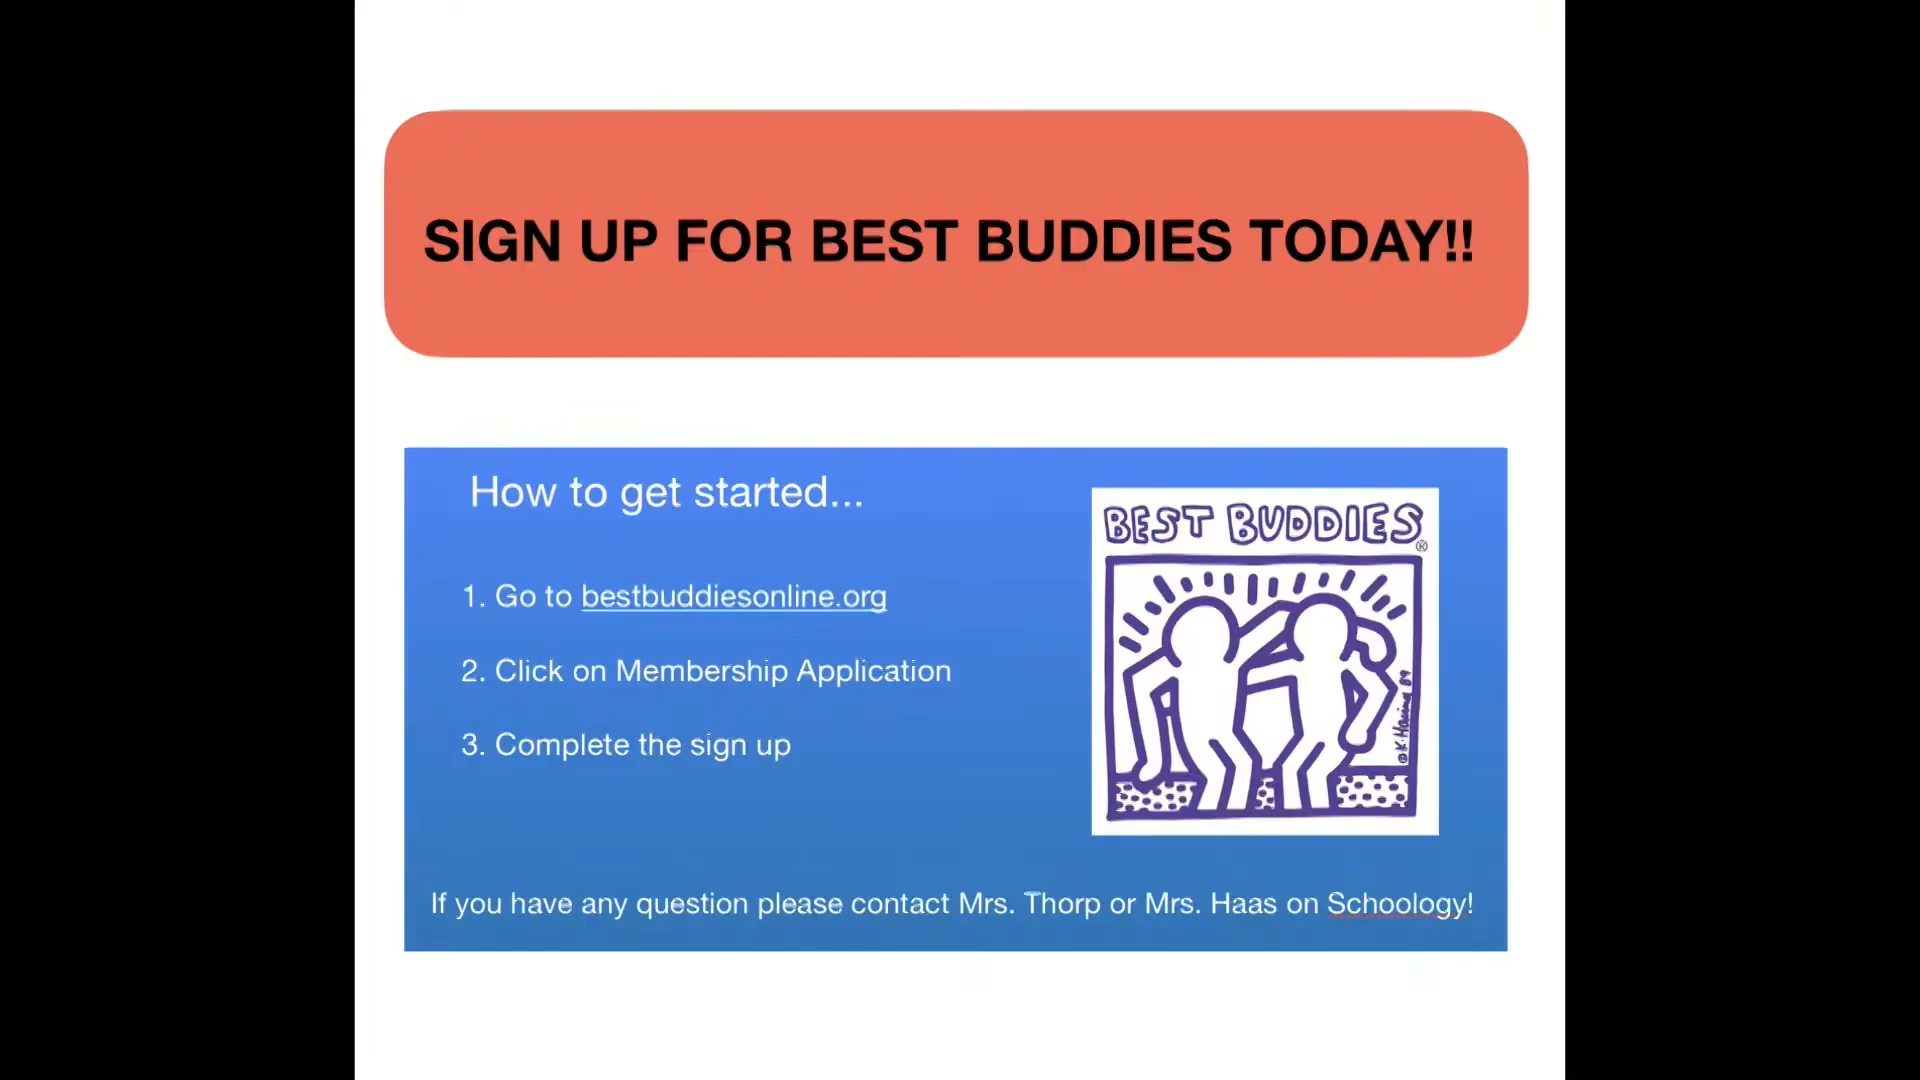 SIGN UP FOR BEST BUDDIES TODAY!!
How to get started...
1. Go to bestbuddiesonline.org
2. Click on Membership Application
3. Complete the sign up
BEST BUDDIES®
©K. Haring 89
If you have any question please contact Mrs. Thorp or Mrs. Haas on Schoology!